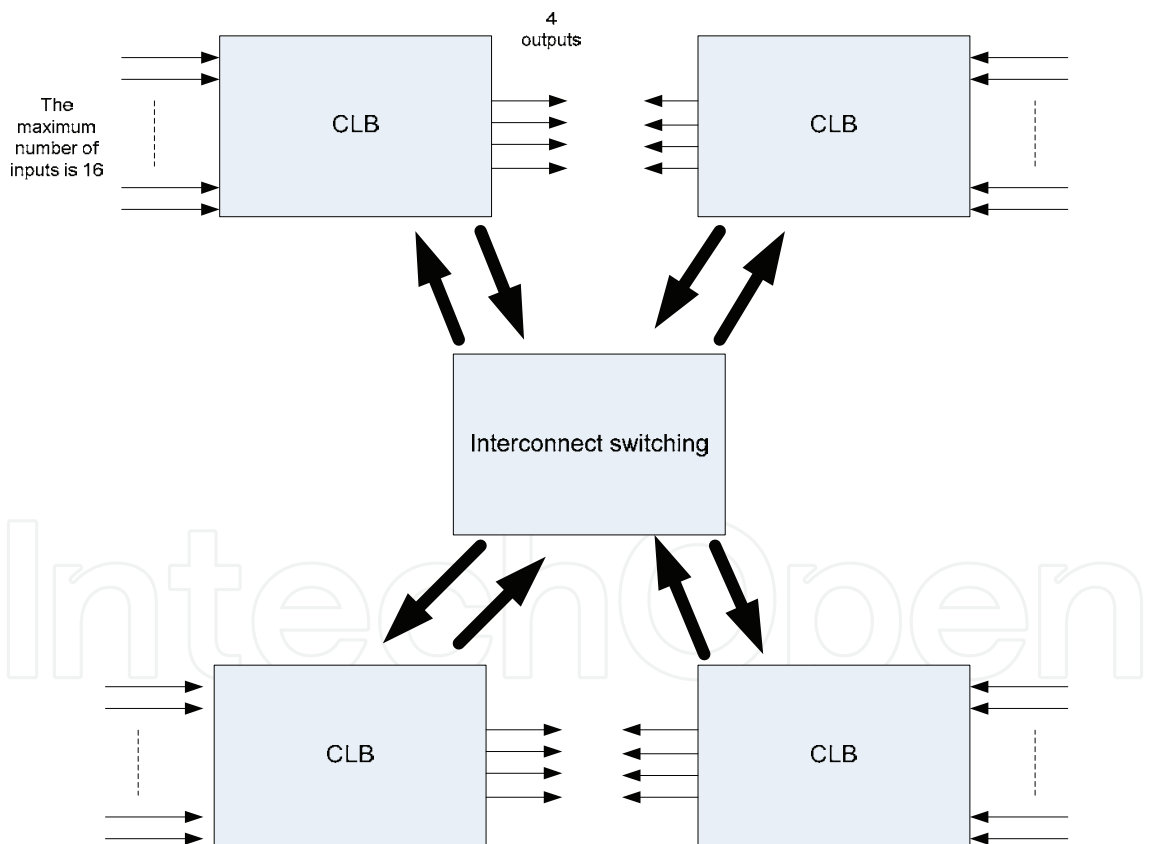 4
outputs
The
maximum
number of
inputs is 16
CLB
CLB
Interconnect switching
IntechOpen
CLB
CLB